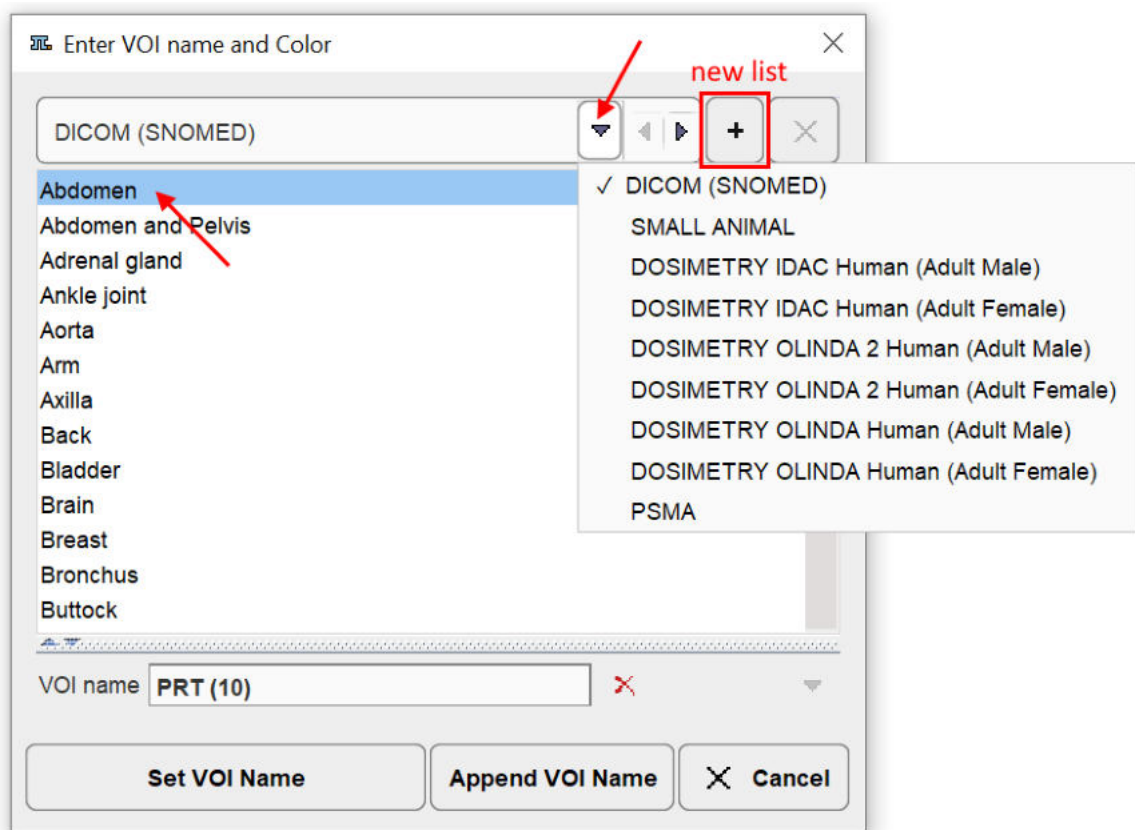 Enter VOI name and Color
new list
DICOM (SNOMED)
+
Abdomen
Abdomen and Pelvis
Adrenal gland
Ankle joint
Aorta
Arm
Axilla
Back
Bladder
Brain
Breast
Bronchus
Buttock
✓ DICOM (SNOMED)
SMALL ANIMAL
DOSIMETRY IDAC Human (Adult Male)
DOSIMETRY IDAC Human (Adult Female)
DOSIMETRY OLINDA 2 Human (Adult Male)
DOSIMETRY OLINDA 2 Human (Adult Female)
DOSIMETRY OLINDA Human (Adult Male)
DOSIMETRY OLINDA Human (Adult Female)
PSMA
VOI name PRT (10)
Set VOI Name Append VOI Name Cancel